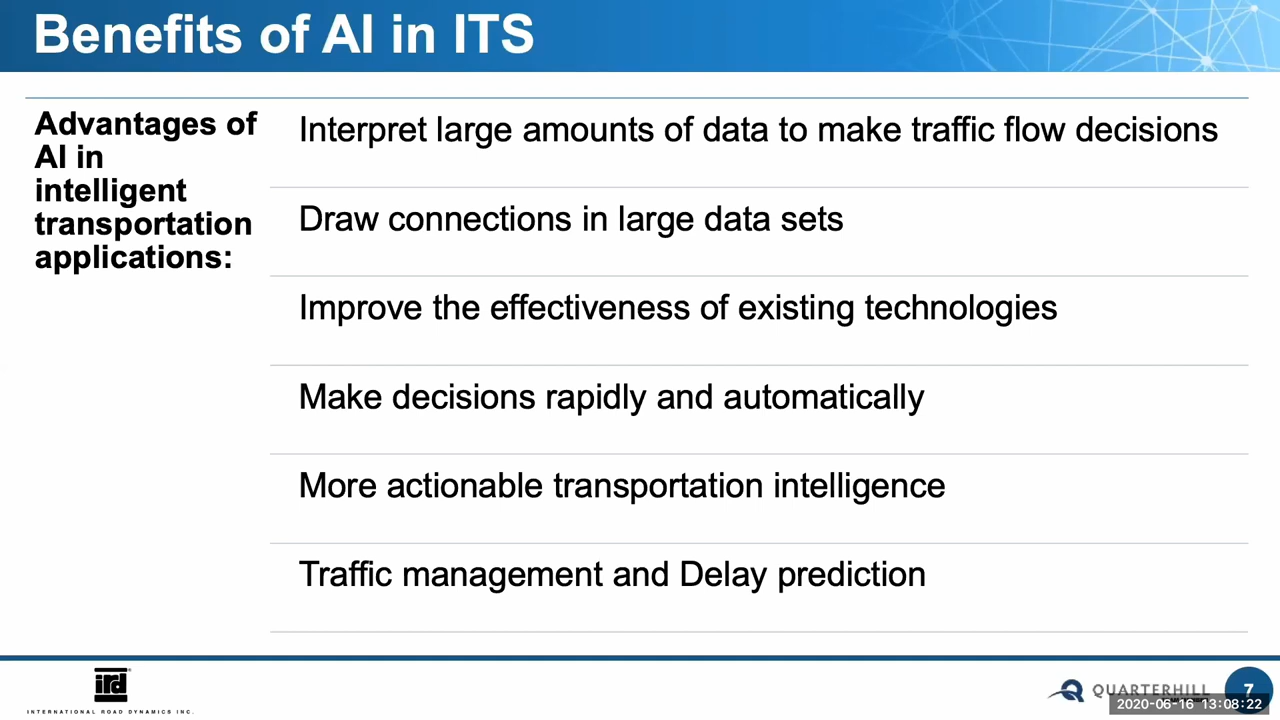 Benefits of AI in ITS
Advantages of
AI in
intelligent
transportation
applications:
Interpret large amounts of data to make traffic flow decisions
Draw connections in large data sets
Improve the effectiveness of existing technologies
Make decisions rapidly and automatically
More actionable transportation intelligence
Traffic management and Delay prediction
ird
INTERNATIONAL ROAD DYNAMICS INC.
QUARTERHILL
7
2020-06-16 13:08:22